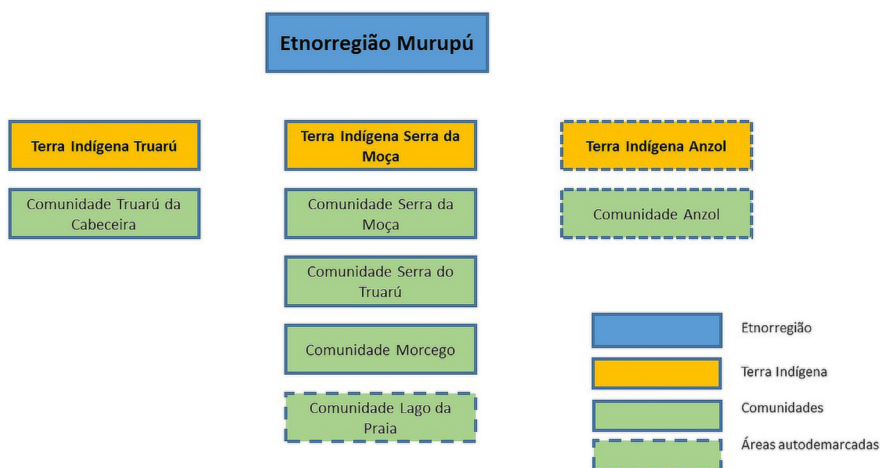 Etnorregião Murupú
Terra Indígena Truarú
Terra Indígena Serra da
Moça
Terra Indígena Anzol
Comunidade Truarú da
Cabeceira
Comunidade Serra da
Moça
Comunidade Anzol
Comunidade Serra do
Truarú
Comunidade Morcego
Comunidade Lago da
Praia
Etnorregião
Terra Indígena
Comunidades
Áreas autodemarcadas